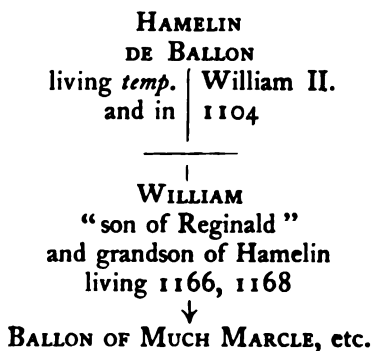 HAMELIN
DE BALLON
living temp. William II.
and in 1104
WILLIAM
“son of Reginald”
and grandson of Hamelin
living 1166, 1168
BALLON OF MUCH MARCLE, etc.